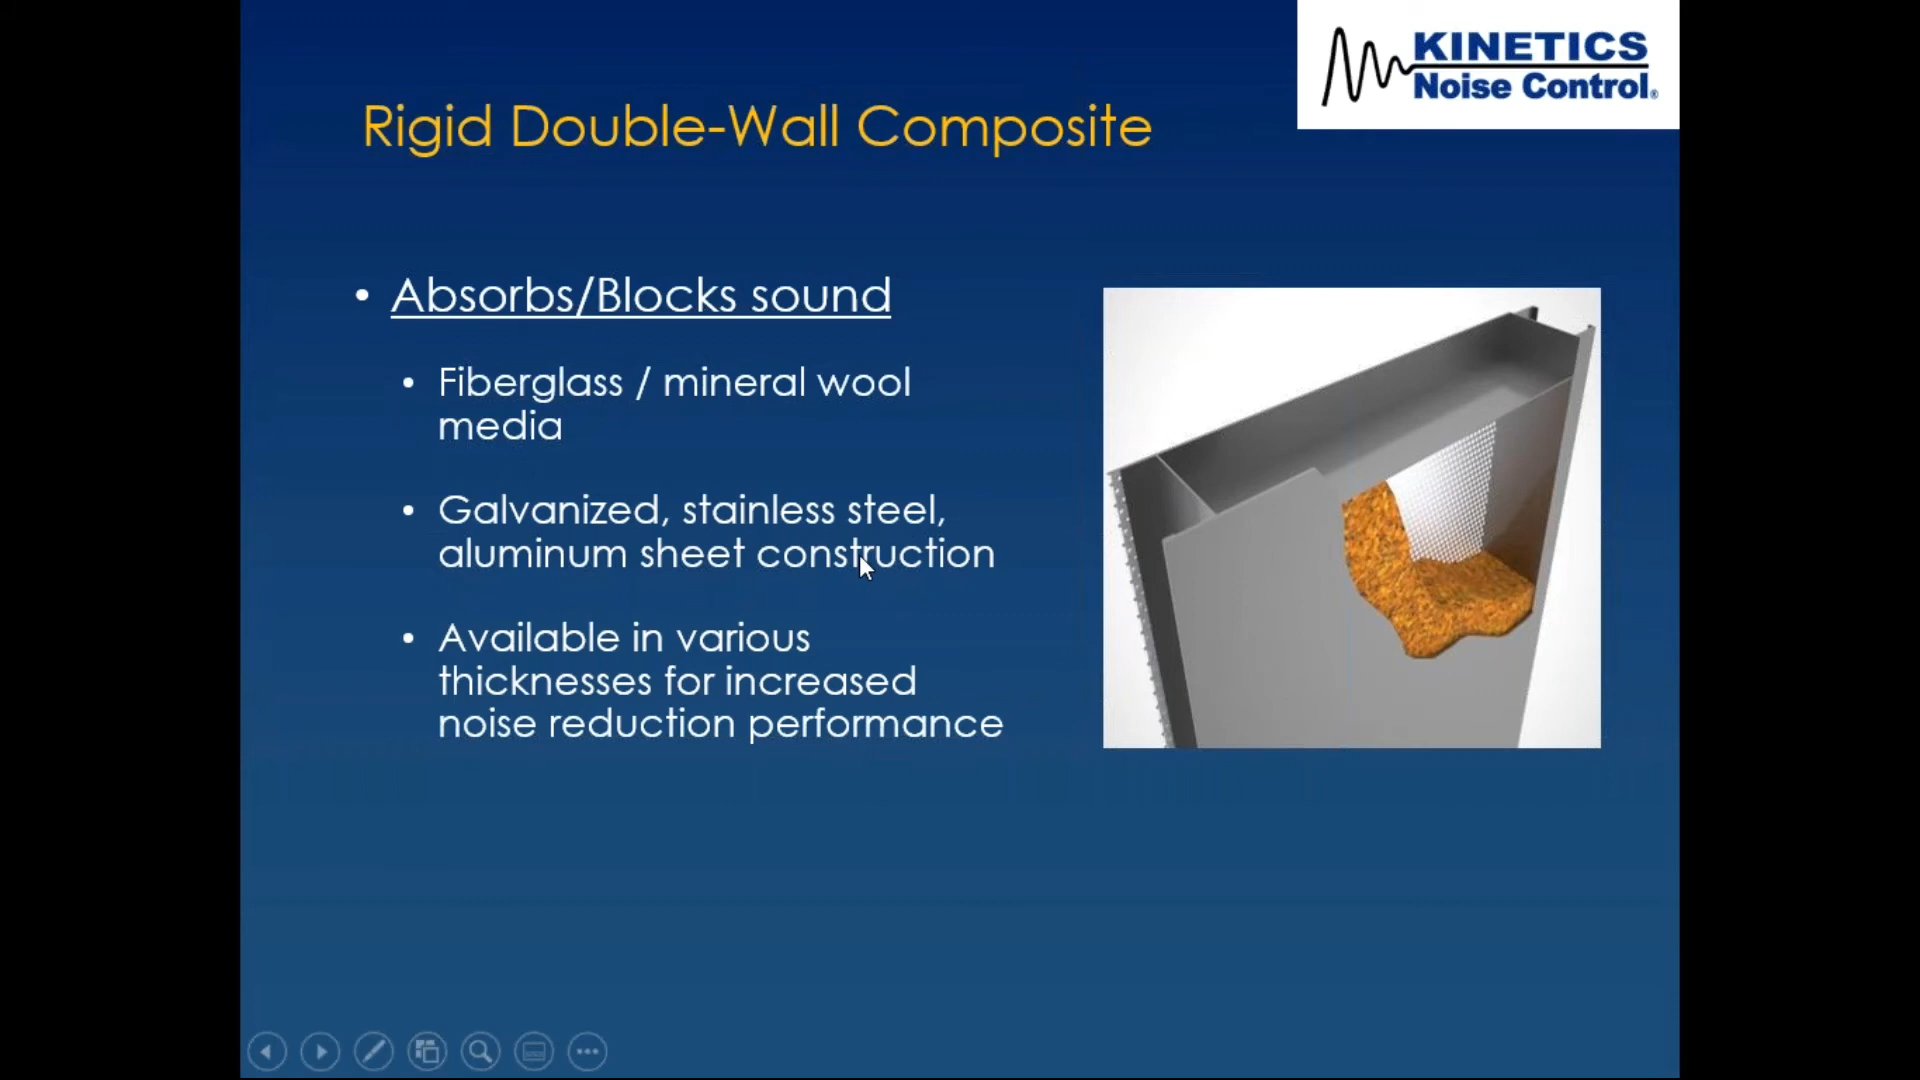 KINETICS
Noise Control®
Rigid Double-Wall Composite
• Absorbs/Blocks sound
• Fiberglass / mineral wool
media
• Galvanized, stainless steel,
aluminum sheet construction
• Available in various
thicknesses for increased
noise reduction performance